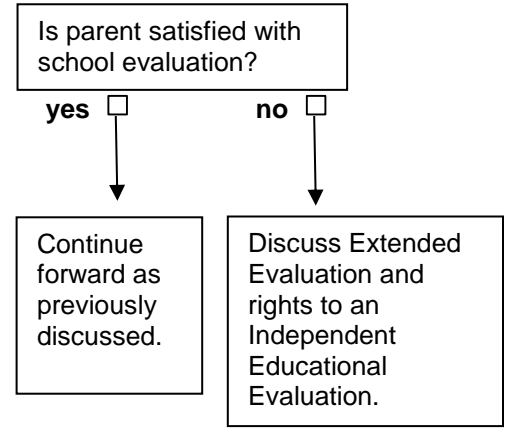 Is parent satisfied with
school evaluation?
yes no
Continue
forward as
previously
discussed.
Discuss Extended
Evaluation and
rights to an
Independent
Educational
Evaluation.